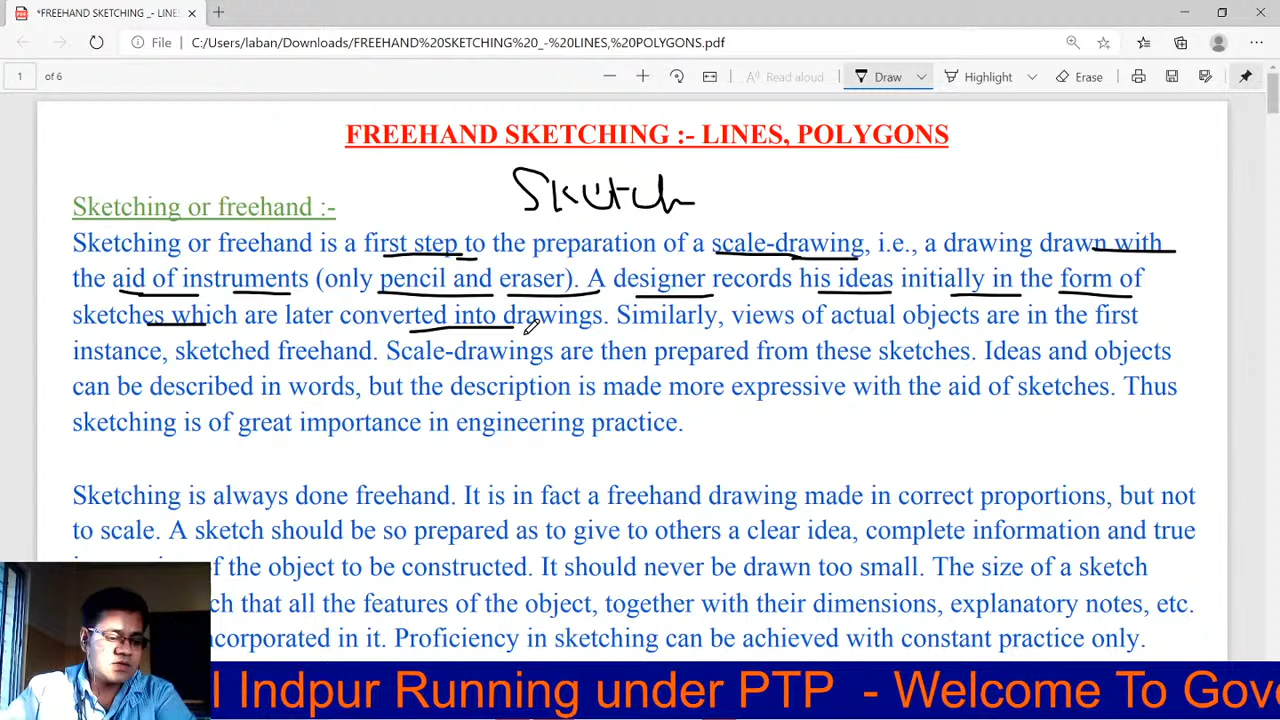 *FREEHAND SKETCHING _- LINE
File C:/Users/laban/Downloads/FREEHAND%20SKETCHING%20_-%20LINES,%20POLYGONS.pdf
1 of 6 Read aloud Draw Highlight Erase
FREEHAND SKETCHING :- LINES, POLYGONS
Sketch
Sketching or freehand :-
Sketching or freehand is a first step to the preparation of a scale-drawing, i.e., a drawing drawn with
the aid of instruments (only pencil and eraser). A designer records his ideas initially in the form of
sketches which are later converted into drawings. Similarly, views of actual objects are in the first
instance, sketched freehand. Scale-drawings are then prepared from these sketches. Ideas and objects
can be described in words, but the description is made more expressive with the aid of sketches. Thus
sketching is of great importance in engineering practice.
Sketching is always done freehand. It is in fact a freehand drawing made in correct proportions, but not
to scale. A sketch should be so prepared as to give to others a clear idea, complete information and true
of the object to be constructed. It should never be drawn too small. The size of a sketch
that all the features of the object, together with their dimensions, explanatory notes, etc.
in it. Proficiency in sketching can be achieved with constant practice only.
l Indpur Running under PTP - Welcome To Gove